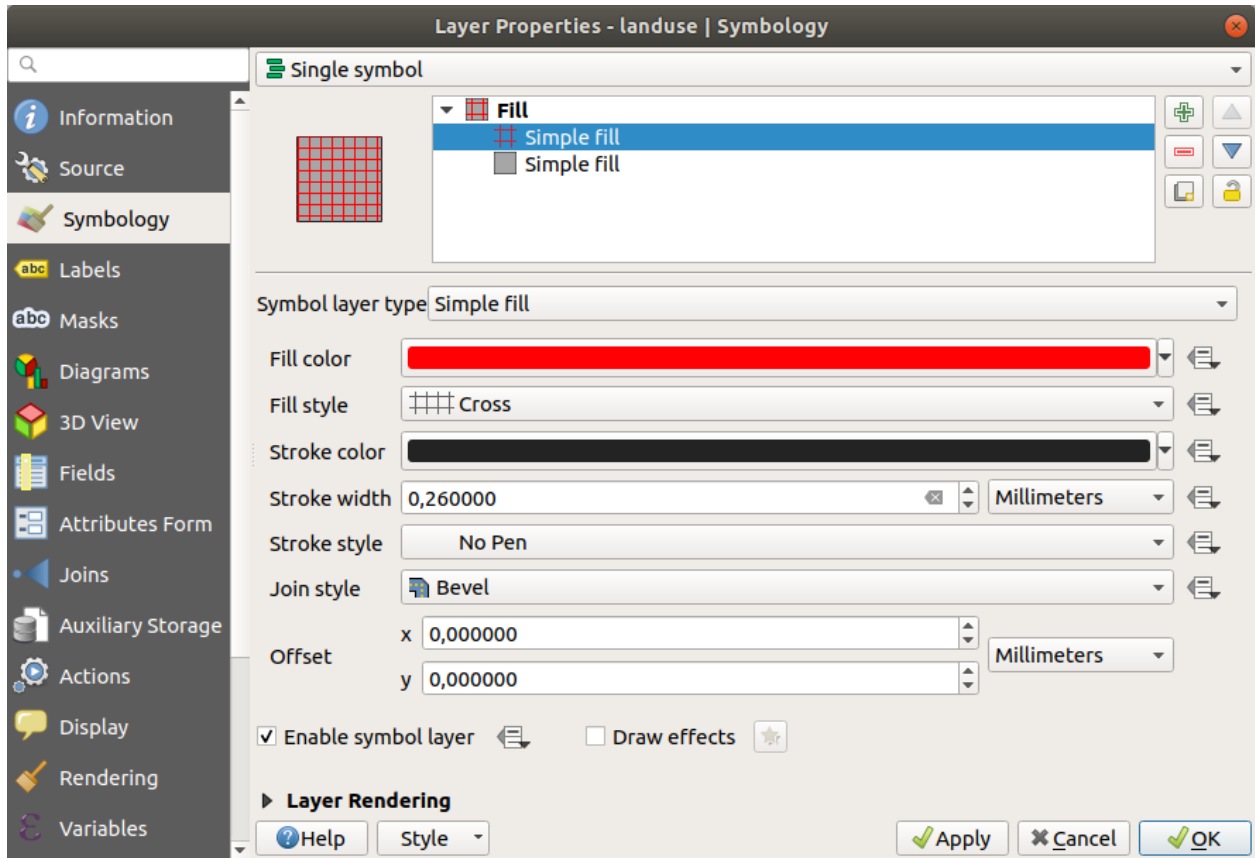 Layer Properties - landuse | Symbology
Information
Source
Symbology
abc Labels
abc Masks
Diagrams
3D View
Fields
Attributes Form
Joins
Auxiliary Storage
Actions
Display
Rendering
Variables
Single symbol
Fill
Simple fill
Simple fill
Symbol layer type Simple fill
Fill color
Fill style Cross
Stroke color
Stroke width 0,260000 Millimeters
Stroke style No Pen
Join style Bevel
Offset x 0,000000 Millimeters
y 0,000000
Enable symbol layer Draw effects
Layer Rendering
Help Style Apply Cancel OK